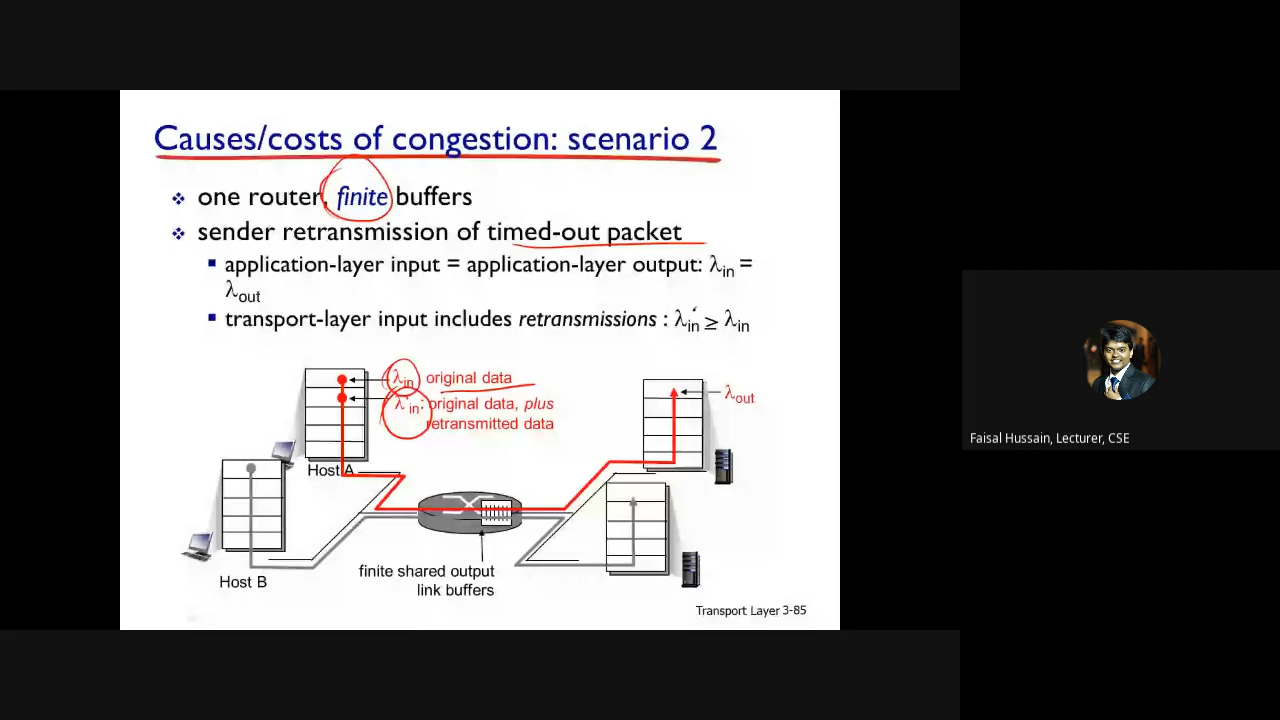 Causes/costs of congestion: scenario 2
❖ one router, finite buffers
❖ sender retransmission of timed-out packet
▪ application-layer input = application-layer output: λin =
λout
▪ transport-layer input includes retransmissions : λ'in ≥ λin
λin original data
λ'in: original data, plus
retransmitted data
λout
Host A
Host B
finite shared output
link buffers
Transport Layer 3-85
Faisal Hussain, Lecturer, CSE